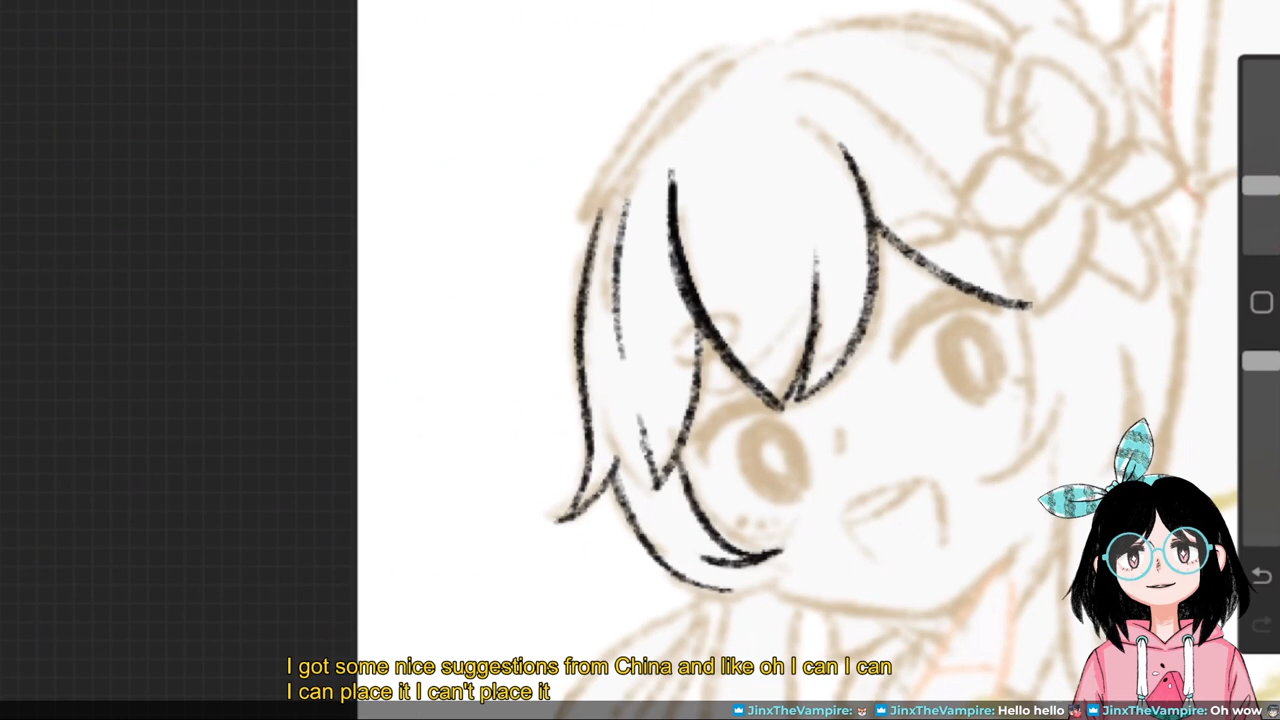 I got some nice suggestions from China and like oh I can I can
I can place it I can't place it
JinxTheVampire: JinxTheVampire: Hello hello JinxTheVampire: Oh wow